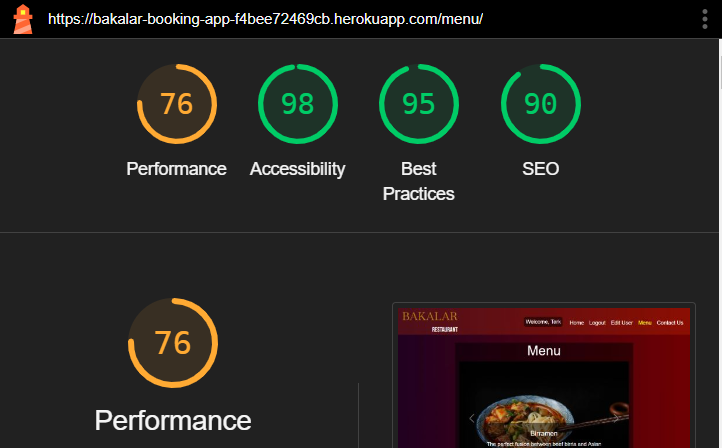 https://bakalar-booking-app-f4bee72469cb.herokuapp.com/menu/
76 98 95 90
Performance Accessibility Best Practices SEO
76
Performance
BAKALAR
RESTAURANT
Welcome, Tark Home Logout Edit User Menu Contact Us
Menu
Birramen
The perfect fusion between beef birria and Asian